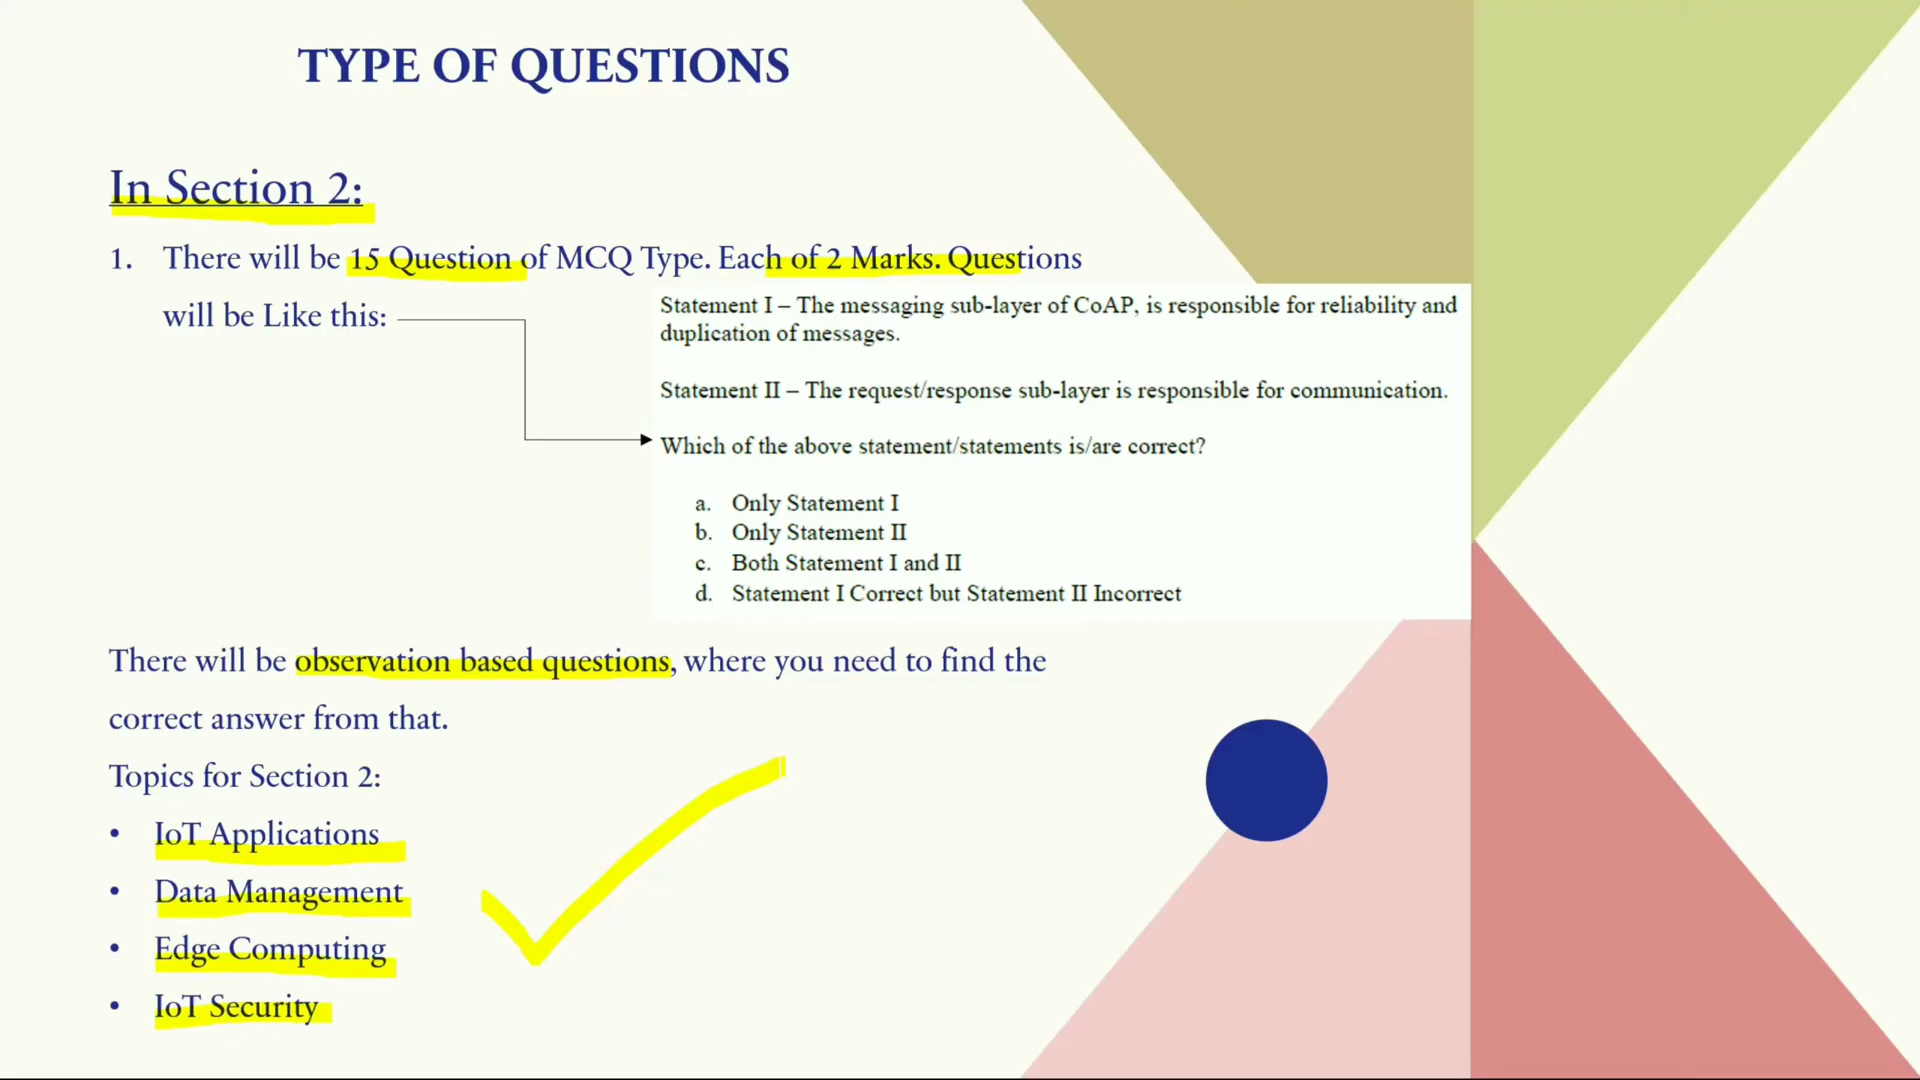 TYPE OF QUESTIONS
In Section 2:
1. There will be 15 Question of MCQ Type. Each of 2 Marks. Questions
will be Like this:
Statement I – The messaging sub-layer of CoAP, is responsible for reliability and
duplication of messages.
Statement II – The request/response sub-layer is responsible for communication.
Which of the above statement/statements is/are correct?
a. Only Statement I
b. Only Statement II
c. Both Statement I and II
d. Statement I Correct but Statement II Incorrect
There will be observation based questions, where you need to find the
correct answer from that.
Topics for Section 2:
• IoT Applications
• Data Management
• Edge Computing
• IoT Security